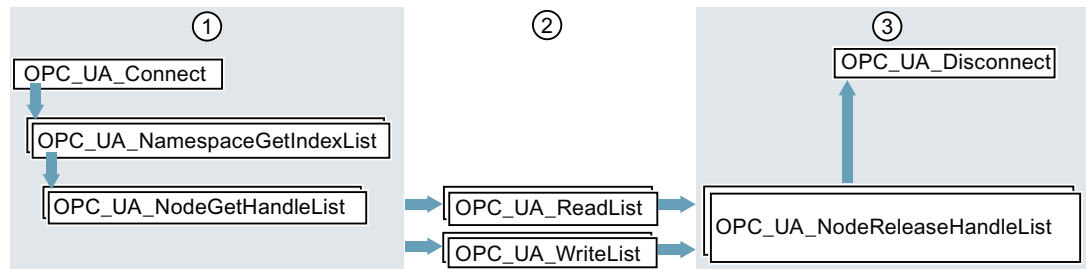 ①
②
③
OPC_UA_Connect
OPC_UA_NamespaceGetIndexList
OPC_UA_NodeGetHandleList
OPC_UA_ReadList
OPC_UA_WriteList
OPC_UA_Disconnect
OPC_UA_NodeReleaseHandleList